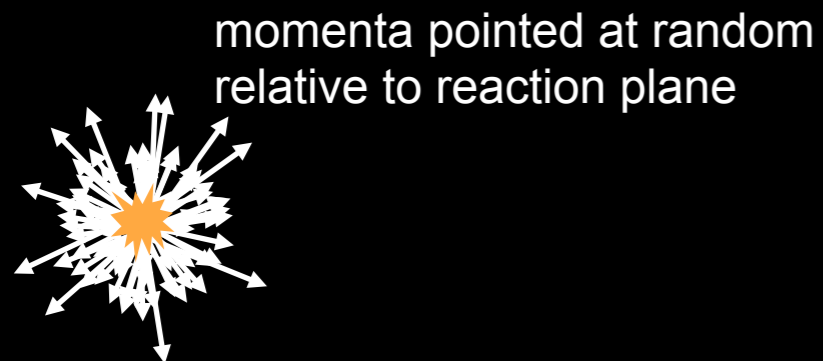 momenta pointed at random
relative to reaction plane